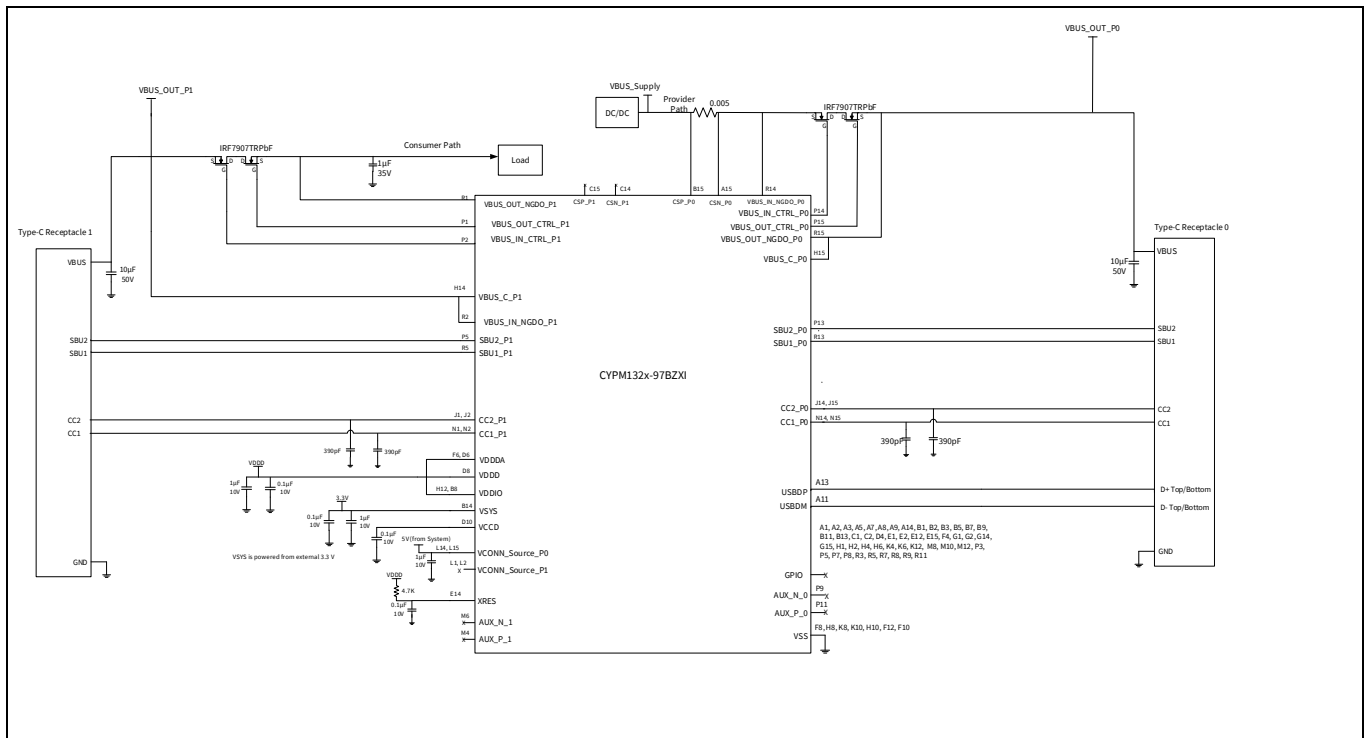 VBUS_OUT_P0
VBUS_Supply
VBUS_OUT_P1
Provider
Path
0.005
DC/DC
IRF7907TRPbF
S
D
D
S
G
G
IRF7907TRPbF
S
D
D
S
G
G
Consumer Path
Load
1µF
35V
C15
C14
B15
A15
R14
CSP_P1
CSN_P1
CSP_P0
CSN_P0
VBUS_IN_NGDO_P0
R1
VBUS_OUT_NGDO_P1
VBUS_IN_CTRL_P0
P14
P1
VBUS_OUT_CTRL_P1
VBUS_OUT_CTRL_P0
P15
P2
VBUS_IN_CTRL_P1
VBUS_OUT_NGDO_P0
R15
VBUS_C_P0
H15
Type-C Receptacle 1
Type-C Receptacle 0
VBUS
10µF
50V
10µF
50V
VBUS
H14
VBUS_C_P1
R2
VBUS_IN_NGDO_P1
SBU2
P5
SBU2_P1
SBU2_P0
P13
SBU2
SBU1
R5
SBU1_P1
SBU1_P0
R13
SBU1
CYPM132x-97BZXI
CC2
J1, J2
CC2_P1
CC2_P0
J14, J15
CC2
CC1
N1, N2
CC1_P1
CC1_P0
N14, N15
CC1
390pF
390pF
390pF
390pF
F6, D6
VDDDA
VDDD
D8
VDDD
1µF
10V
0.1µF
10V
H12, B8
VDDIO
USBDP
A13
D+ Top/Bottom
3.3V
B14
VSYS
USBDM
A11
D- Top/Bottom
0.1µF
10V
1µF
10V
D10
VCCD
0.1µF
10V
A1, A2, A3, A5, A7, A8, A9, A14, B1, B2, B3, B5, B7, B9,
B11, B13, C1, C2, D4, E1, E2, E12, E15, F4, G1, G2, G14,
G15, H1, H2, H4, H6, K4, K6, K12, M8, M10, M12, P3,
P5, P7, P8, R3, R5, R7, R8, R9, R11
5V(from System)
L14, L15
VCONN_Source_P0
VSYS is powered from external 3.3 V
1µF
10V
L1, L2
X
VCONN_Source_P1
GND
GND
GPIO
X
VDDD
4.7K
E14
XRES
0.1µF
10V
AUX_N_0
P9
X
AUX_P_0
P11
X
M6
X
AUX_N_1
M4
X
AUX_P_1
VSS
F8, H8, K8, K10, H10, F12, F10